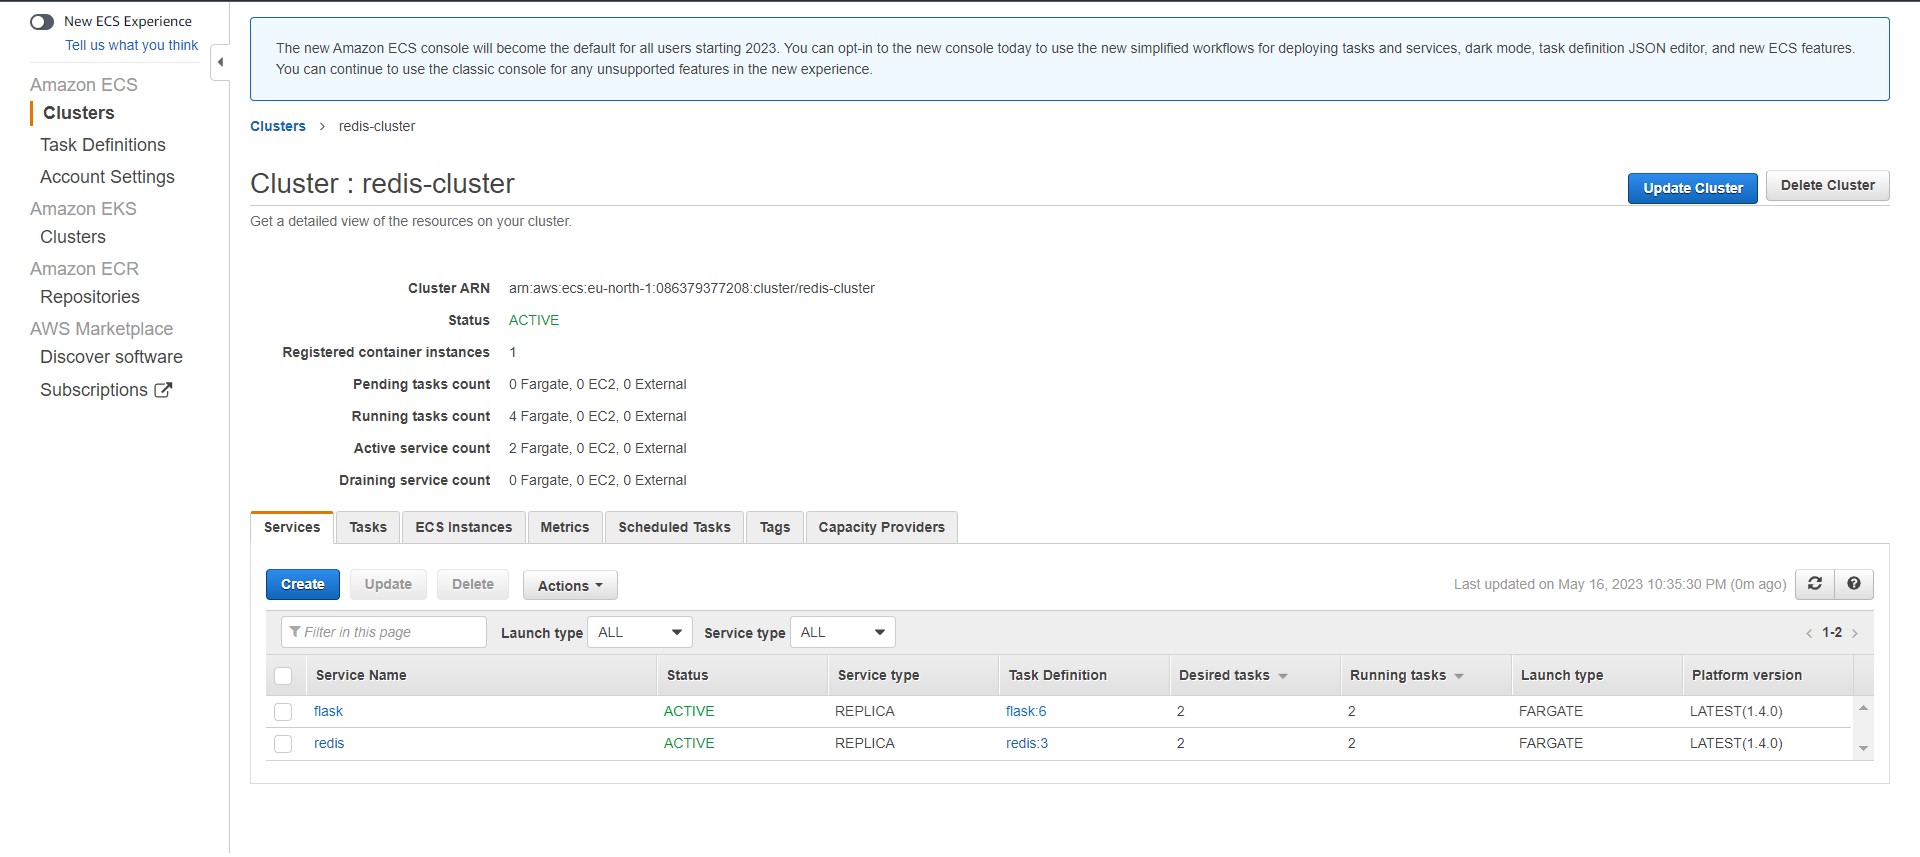 New ECS Experience
Tell us what you think
Amazon ECS
Clusters
Task Definitions
Account Settings
Amazon EKS
Clusters
Amazon ECR
Repositories
AWS Marketplace
Discover software
Subscriptions
The new Amazon ECS console will become the default for all users starting 2023. You can opt-in to the new console today to use the new simplified workflows for deploying tasks and services, dark mode, task definition JSON editor, and new ECS features.
You can continue to use the classic console for any unsupported features in the new experience.
Clusters > redis-cluster
Cluster : redis-cluster
Update Cluster Delete Cluster
Get a detailed view of the resources on your cluster.
Cluster ARN arn:aws:ecs:eu-north-1:086379377208:cluster/redis-cluster
Status ACTIVE
Registered container instances 1
Pending tasks count 0 Fargate, 0 EC2, 0 External
Running tasks count 4 Fargate, 0 EC2, 0 External
Active service count 2 Fargate, 0 EC2, 0 External
Draining service count 0 Fargate, 0 EC2, 0 External
Services Tasks ECS Instances Metrics Scheduled Tasks Tags Capacity Providers
Create Update Delete Actions Last updated on May 16, 2023 10:35:30 PM (0m ago) ?
Filter in this page Launch type ALL Service type ALL < 1-2 >
Service Name Status Service type Task Definition Desired tasks Running tasks Launch type Platform version
flask ACTIVE REPLICA flask:6 2 2 FARGATE LATEST(1.4.0)
redis ACTIVE REPLICA redis:3 2 2 FARGATE LATEST(1.4.0)